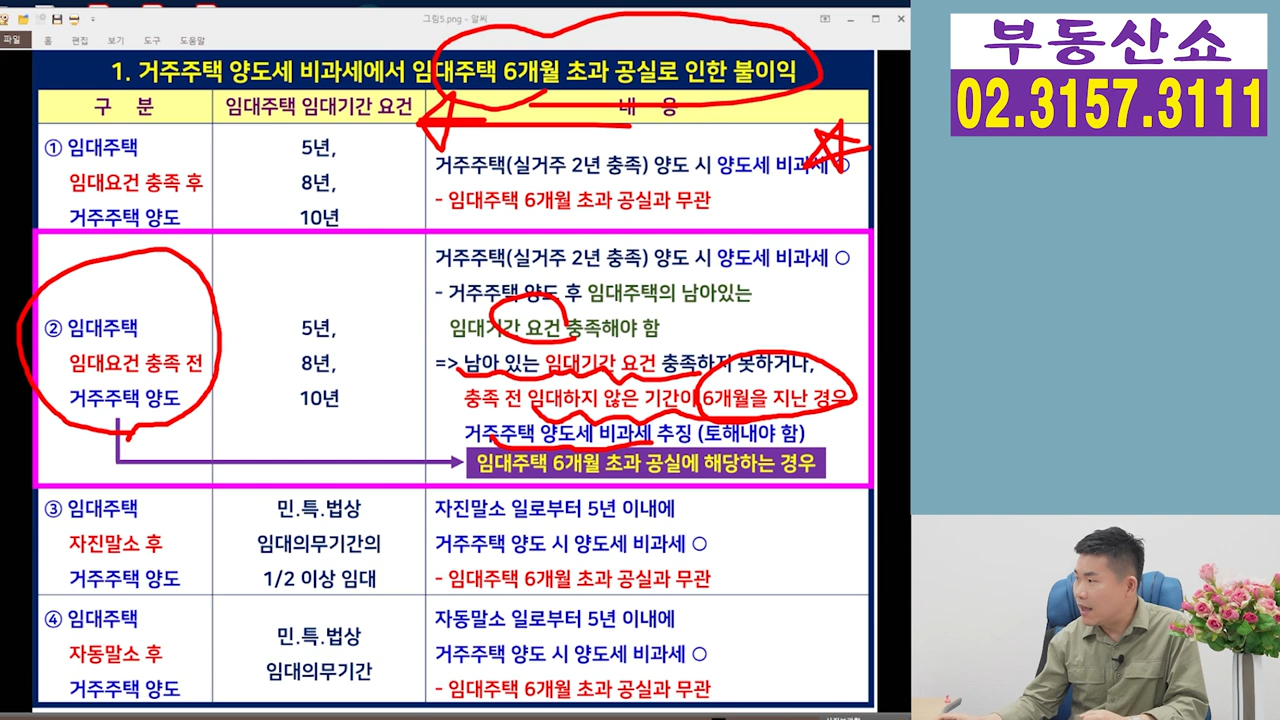 그림5.png - 알씨
파일 홈 편집 보기 도구 도움말
부동산쇼
02.3157.3111
1. 거주주택 양도세 비과세에서 임대주택 6개월 초과 공실로 인한 불이익
구 분
임대주택 임대기간 요건
내 용
① 임대주택
임대요건 충족 후
거주주택 양도
5년,
8년,
10년
거주주택(실거주 2년 충족) 양도 시 양도세 비과세 ○
- 임대주택 6개월 초과 공실과 무관
② 임대주택
임대요건 충족 전
거주주택 양도
5년,
8년,
10년
거주주택(실거주 2년 충족) 양도 시 양도세 비과세 ○
- 거주주택 양도 후 임대주택의 남아있는
임대기간 요건 충족해야 함
=> 남아 있는 임대기간 요건 충족하지 못하거나,
충족 전 임대하지 않은 기간이 6개월을 지난 경우
거주주택 양도세 비과세 추징 (토해내야 함)
임대주택 6개월 초과 공실에 해당하는 경우
③ 임대주택
자진말소 후
거주주택 양도
민.특.법상
임대의무기간의
1/2 이상 임대
자진말소 일로부터 5년 이내에
거주주택 양도 시 양도세 비과세 ○
- 임대주택 6개월 초과 공실과 무관
④ 임대주택
자동말소 후
거주주택 양도
민.특.법상
임대의무기간
자동말소 일로부터 5년 이내에
거주주택 양도 시 양도세 비과세 ○
- 임대주택 6개월 초과 공실과 무관